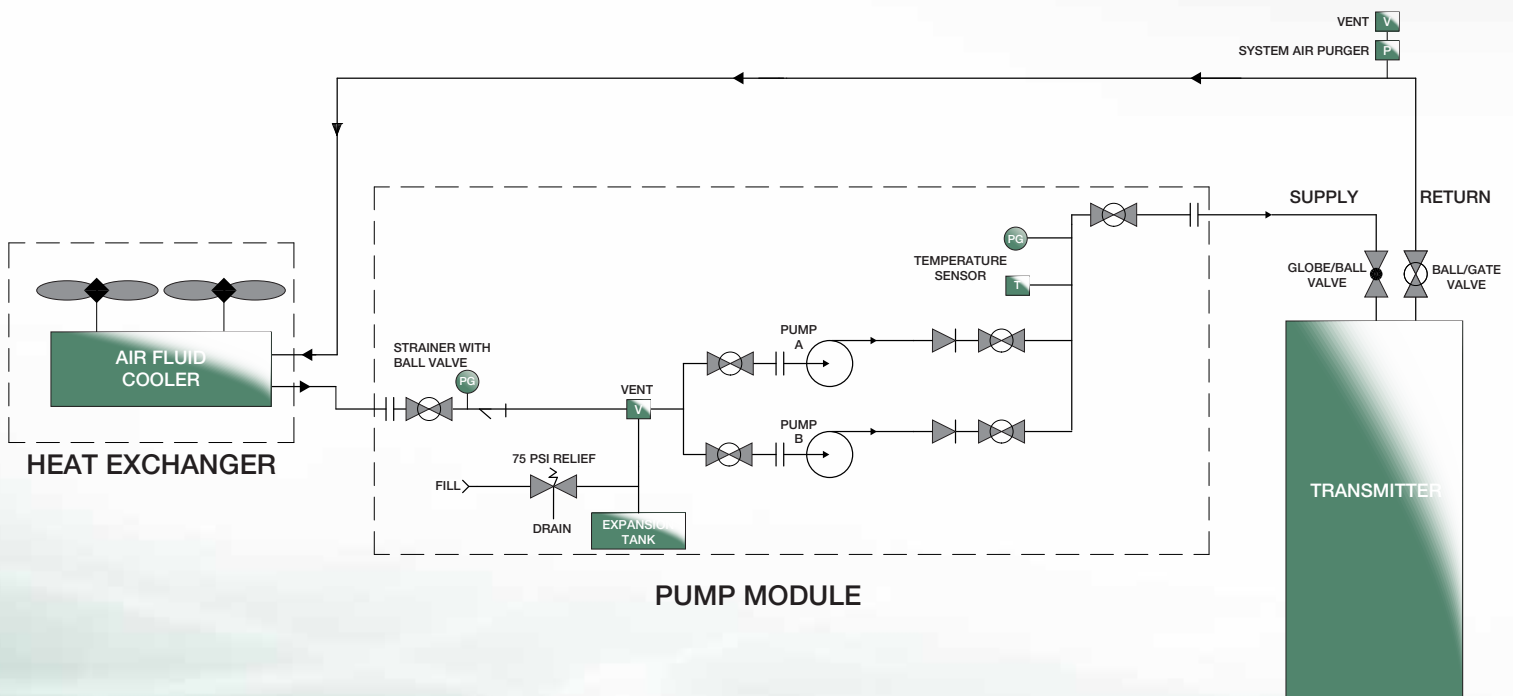 VENT
V
SYSTEM AIR PURGER
P
SUPPLY
RETURN
PG
TEMPERATURE
SENSOR
T
GLOBE/BALL
VALVE
BALL/GATE
VALVE
AIR FLUID
COOLER
HEAT EXCHANGER
STRAINER WITH
BALL VALVE
PG
VENT
V
PUMP
A
PUMP
B
75 PSI RELIEF
FILL
DRAIN
EXPANSION
TANK
TRANSMITTER
PUMP MODULE